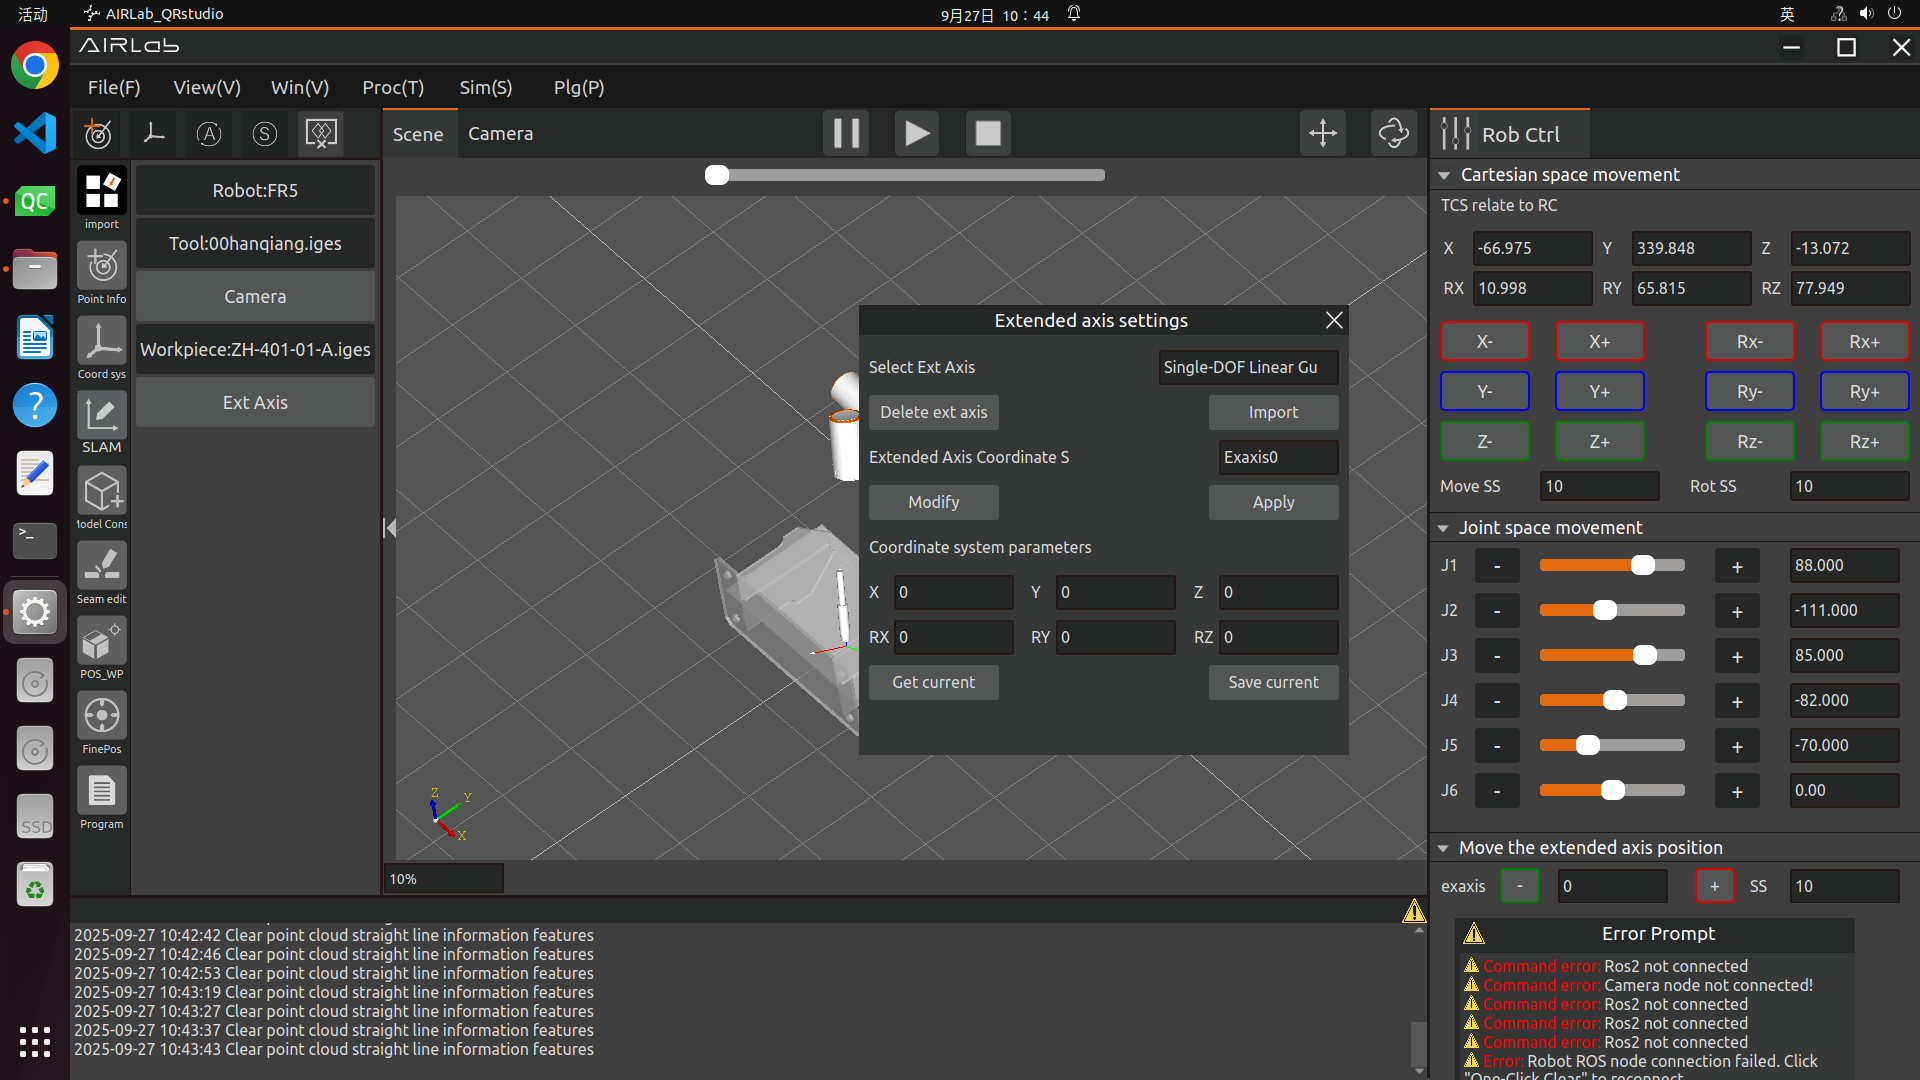 活动
AIRLab_QRstudio
9月27日 10：44
英
AIRLab
File(F) View(V) Win(V) Proc(T) Sim(S) Plg(P)
A S
Scene Camera
Rob Ctrl
import
Point Info
Coord sys
SLAM
Model Cons
Seam edit
POS_WP
FinePos
Program
Robot:FR5
Tool:00hanqiang.iges
Camera
Workpiece:ZH-401-01-A.iges
Ext Axis
QC
>_
?
SSD
Z
Y
X
10%
Extended axis settings
Select Ext Axis Single-DOF Linear Gu
Delete ext axis Import
Extended Axis Coordinate S Exaxis0
Modify Apply
Coordinate system parameters
X 0 Y 0 Z 0
RX 0 RY 0 RZ 0
Get current Save current
Cartesian space movement
TCS relate to RC
X -66.975 Y 339.848 Z -13.072
RX 10.998 RY 65.815 RZ 77.949
X- X+ Rx- Rx+
Y- Y+ Ry- Ry+
Z- Z+ Rz- Rz+
Move SS 10 Rot SS 10
Joint space movement
J1 - + 88.000
J2 - + -111.000
J3 - + 85.000
J4 - + -82.000
J5 - + -70.000
J6 - + 0.00
Move the extended axis position
exaxis - 0 + SS 10
Error Prompt
Command error: Ros2 not connected
Command error: Camera node not connected!
Command error: Ros2 not connected
Command error: Ros2 not connected
Command error: Ros2 not connected
Error: Robot ROS node connection failed. Click
"One-Click Clear" to reconnect
2025-09-27 10:42:42 Clear point cloud straight line information features
2025-09-27 10:42:46 Clear point cloud straight line information features
2025-09-27 10:42:53 Clear point cloud straight line information features
2025-09-27 10:43:19 Clear point cloud straight line information features
2025-09-27 10:43:27 Clear point cloud straight line information features
2025-09-27 10:43:37 Clear point cloud straight line information features
2025-09-27 10:43:43 Clear point cloud straight line information features